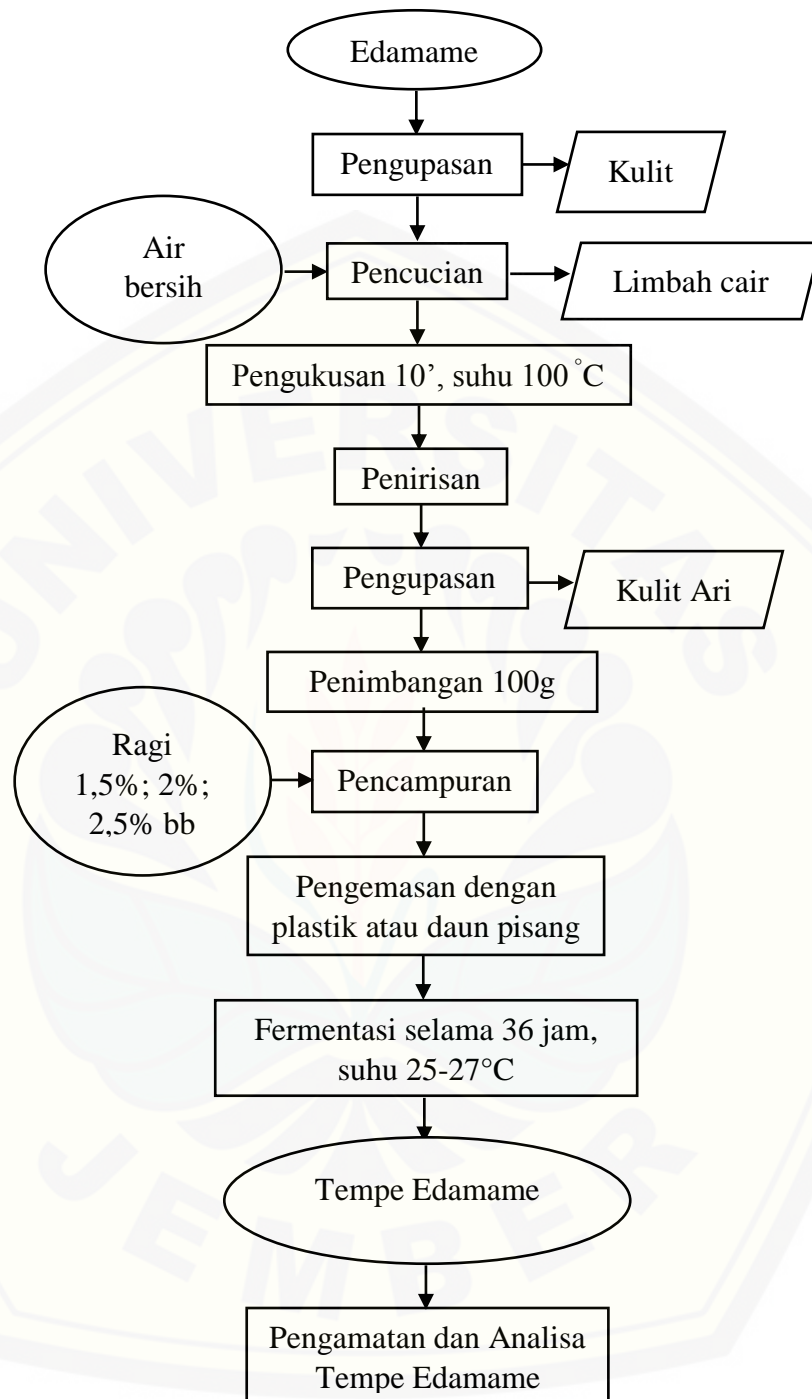 Edamame
Pengupasan
Kulit
Air
bersih
Pencucian
Limbah cair
Pengukusan 10’, suhu 100 °C
Penirisan
Pengupasan
Kulit Ari
Penimbangan 100g
Ragi
1,5%; 2%;
2,5% bb
Pencampuran
Pengemasan dengan
plastik atau daun pisang
Fermentasi selama 36 jam,
suhu 25-27°C
Tempe Edamame
Pengamatan dan Analisa
Tempe Edamame
UNIVERSITAS
JEMBER